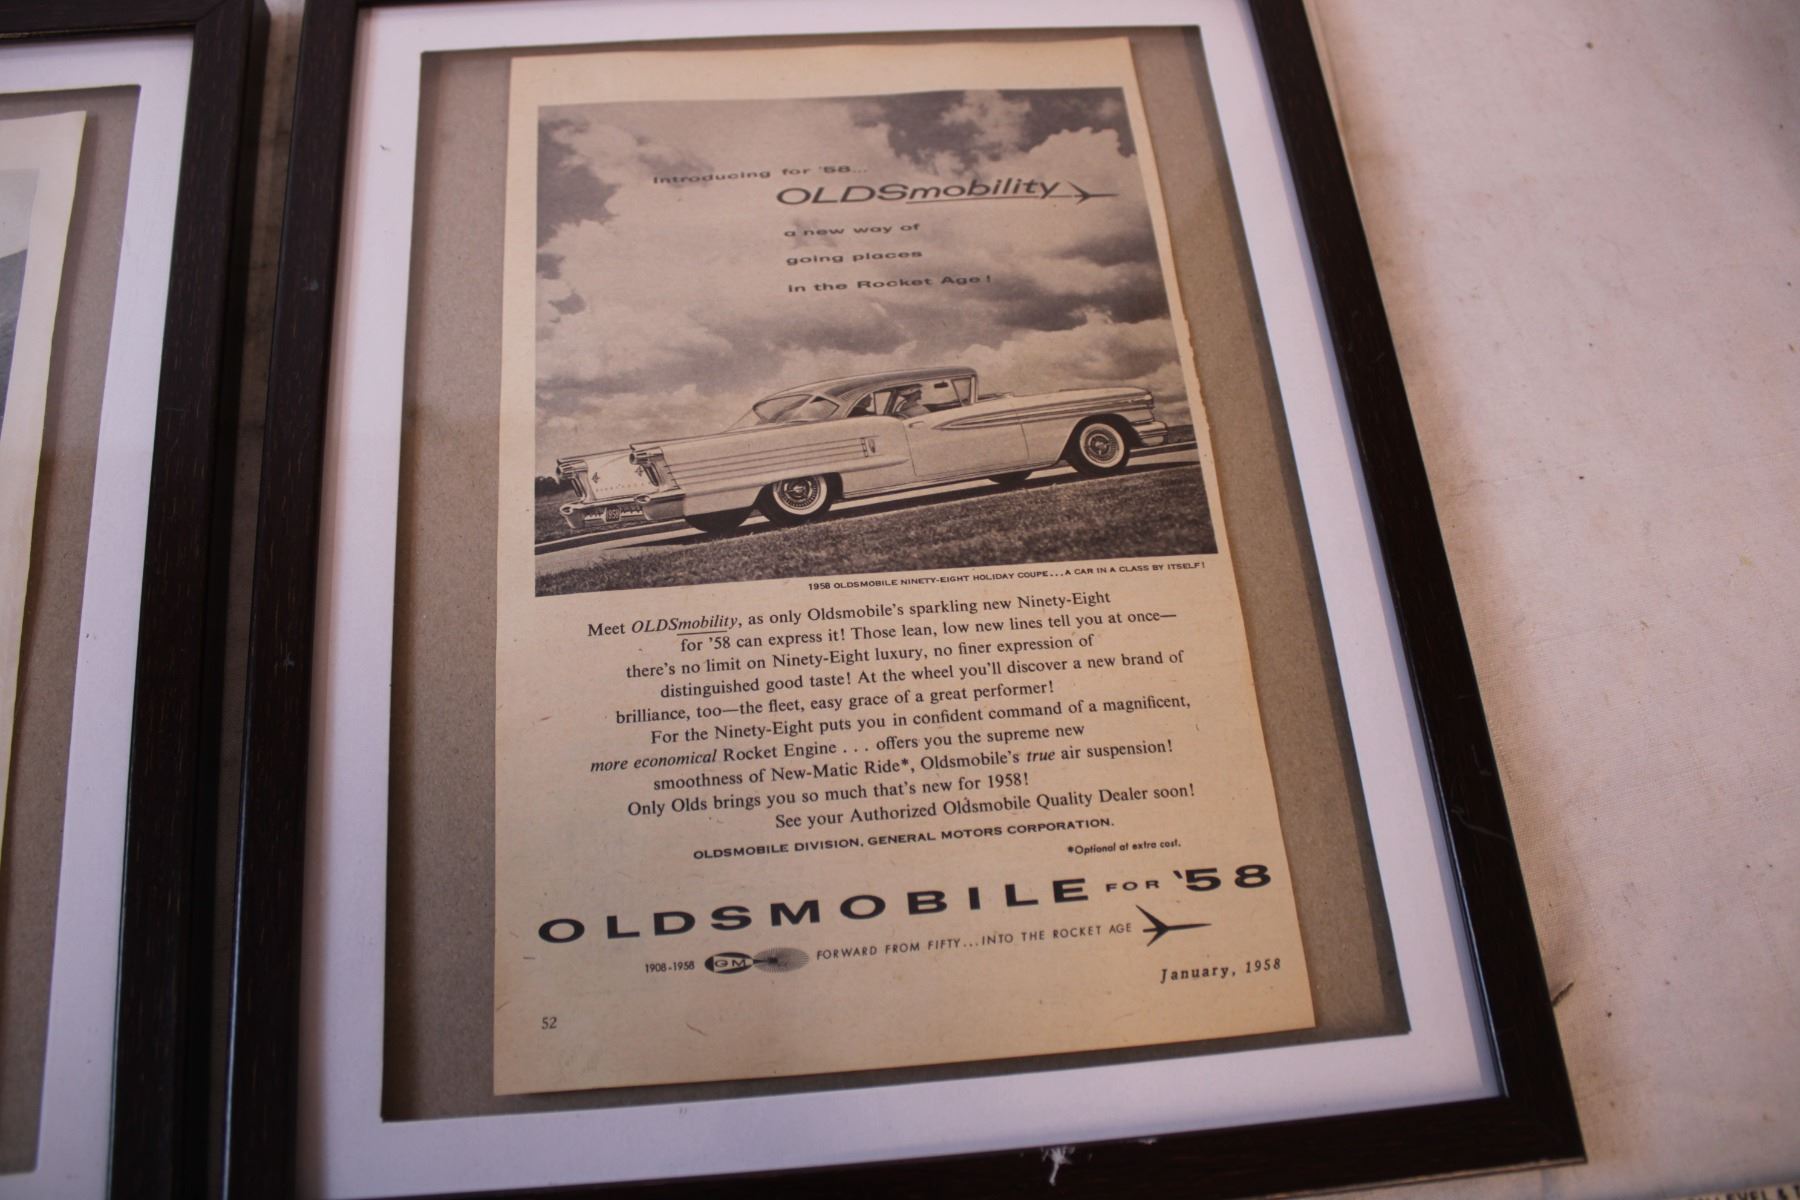 Introducing for '58...
OLDSmobility
a new way of
going places
in the Rocket Age!
1958 OLDSMOBILE NINETY-EIGHT HOLIDAY COUPE...A CAR IN A CLASS BY ITSELF!
Meet OLDSmobility, as only Oldsmobile's sparkling new Ninety-Eight
for '58 can express it! Those lean, low new lines tell you at once—
there's no limit on Ninety-Eight luxury, no finer expression of
distinguished good taste! At the wheel you'll discover a new brand of
brilliance, too—the fleet, easy grace of a great performer!
For the Ninety-Eight puts you in confident command of a magnificent,
more economical Rocket Engine . . . offers you the supreme new
smoothness of New-Matic Ride*, Oldsmobile's true air suspension!
Only Olds brings you so much that's new for 1958!
See your Authorized Oldsmobile Quality Dealer soon!
OLDSMOBILE DIVISION, GENERAL MOTORS CORPORATION.
*Optional at extra cost.
OLDSMOBILE FOR '58
1908-1958 GM FORWARD FROM FIFTY...INTO THE ROCKET AGE
January, 1958
52